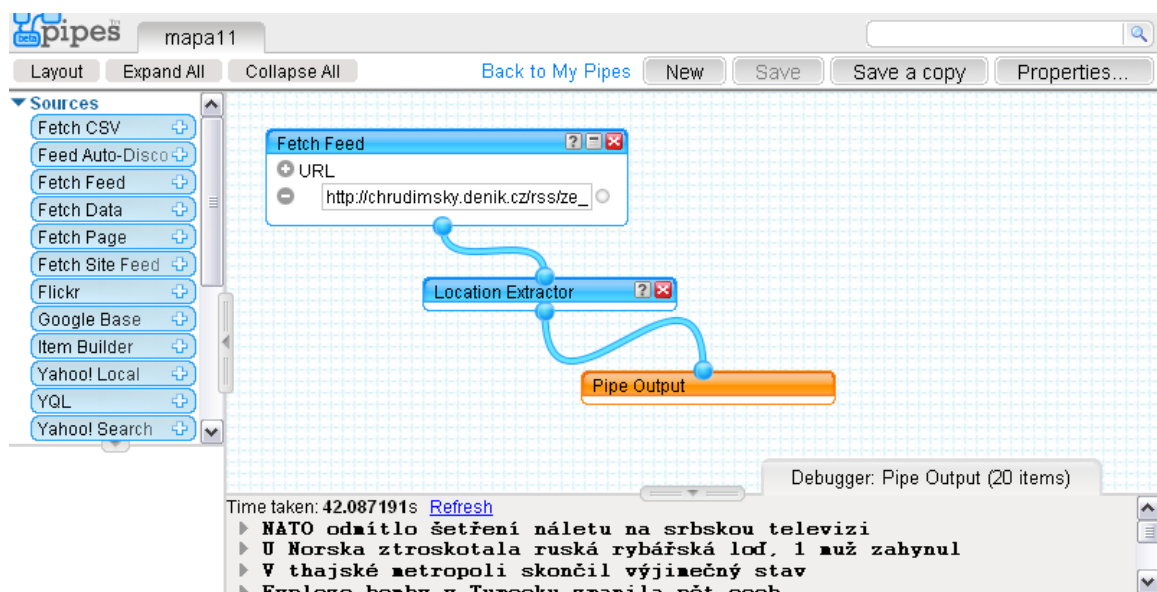 beta pipes™ mapa11
Layout Expand All Collapse All Back to My Pipes New Save Save a copy Properties...
Sources
Fetch CSV
Feed Auto-Disco
Fetch Feed
Fetch Data
Fetch Page
Fetch Site Feed
Flickr
Google Base
Item Builder
Yahoo! Local
YQL
Yahoo! Search
Fetch Feed
URL
http://chrudimsky.denik.cz/rss/ze_
Location Extractor
Pipe Output
Debugger: Pipe Output (20 items)
Time taken: 42.087191s Refresh
NATO odmítlo šetření náletu na srbskou televizi
U Norska ztroskotala ruská rybářská loď, 1 muž zahynul
V thajské metropoli skončil výjimečný stav